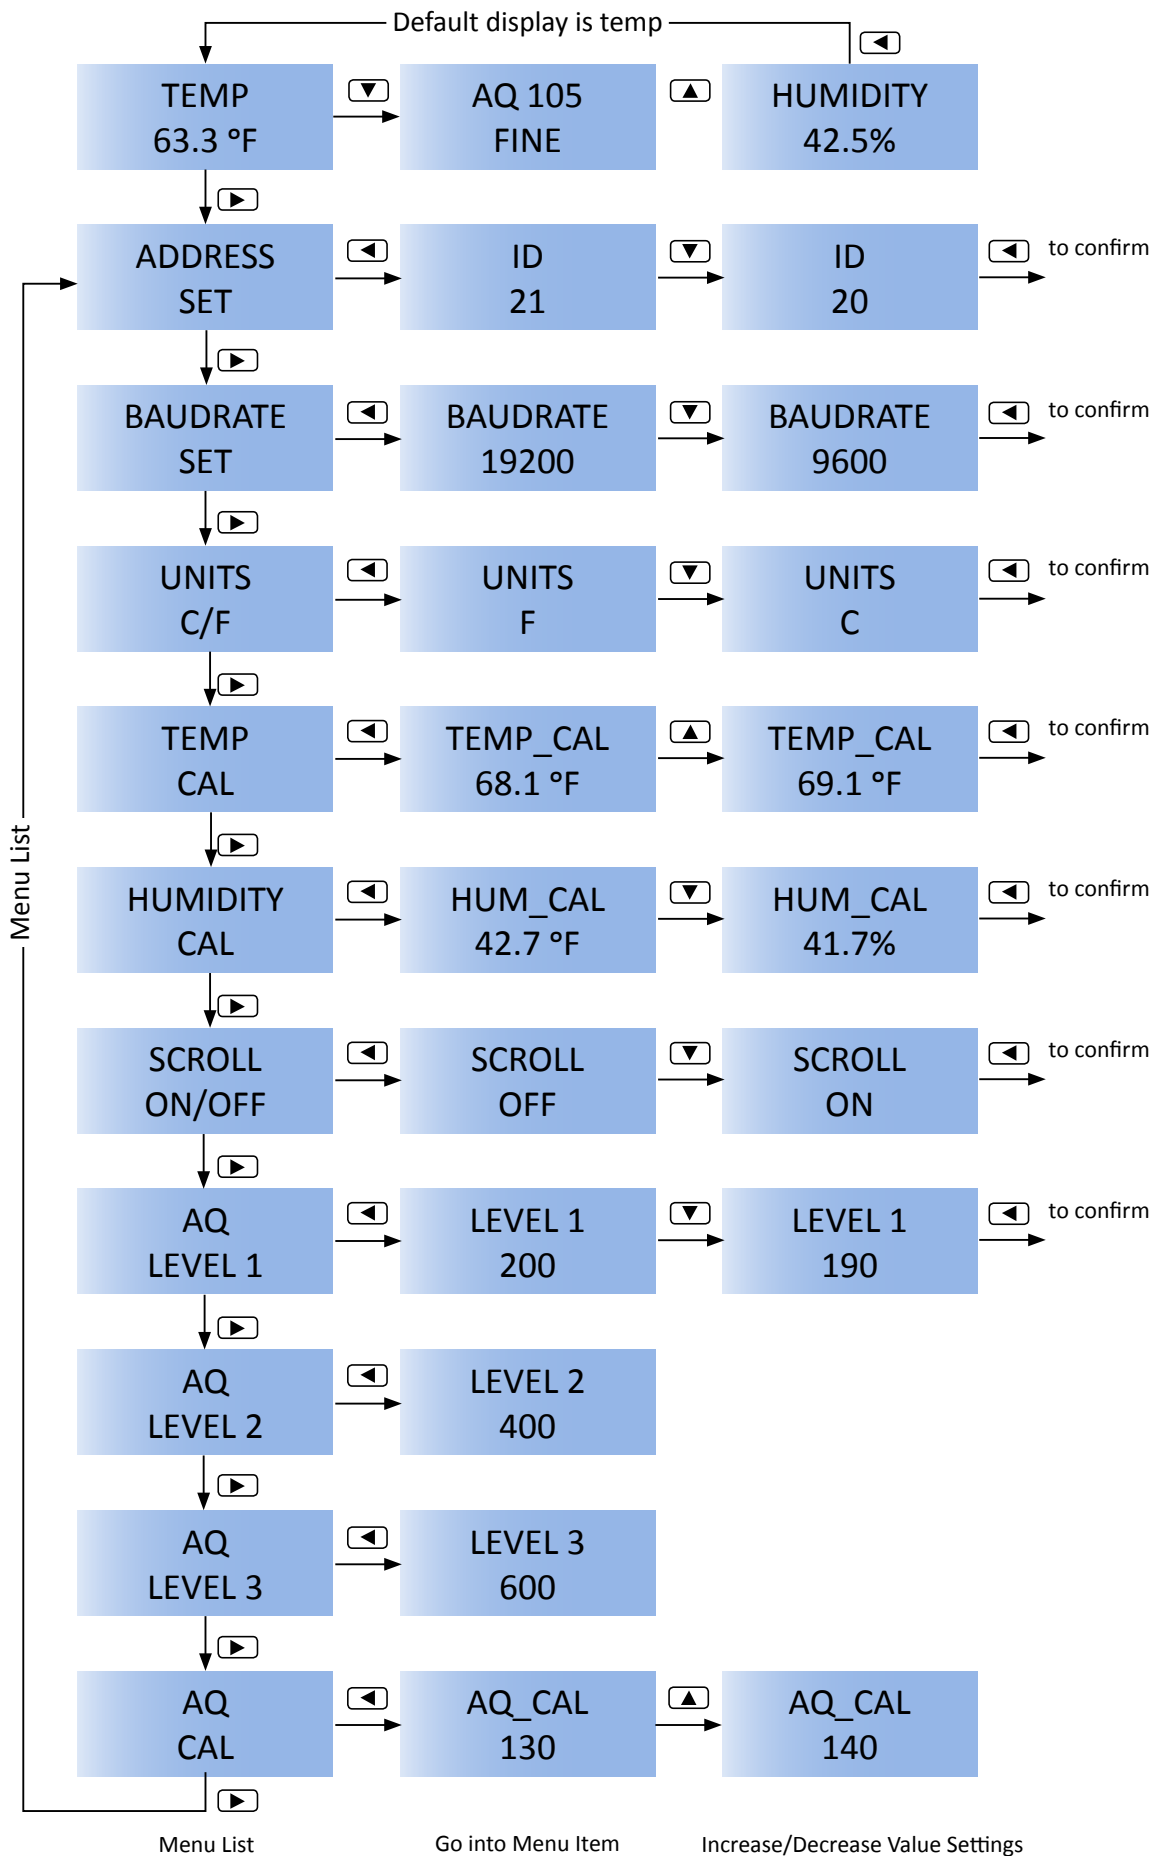 Default display is temp
TEMP
63.3 °F
AQ 105
FINE
HUMIDITY
42.5%
ADDRESS
SET
ID
21
ID
20
to confirm
BAUDRATE
SET
BAUDRATE
19200
BAUDRATE
9600
to confirm
UNITS
C/F
UNITS
F
UNITS
C
to confirm
TEMP
CAL
TEMP_CAL
68.1 °F
TEMP_CAL
69.1 °F
to confirm
Menu List
HUMIDITY
CAL
HUM_CAL
42.7 °F
HUM_CAL
41.7%
to confirm
SCROLL
ON/OFF
SCROLL
OFF
SCROLL
ON
to confirm
AQ
LEVEL 1
LEVEL 1
200
LEVEL 1
190
to confirm
AQ
LEVEL 2
LEVEL 2
400
AQ
LEVEL 3
LEVEL 3
600
AQ
CAL
AQ_CAL
130
AQ_CAL
140
Menu List
Go into Menu Item
Increase/Decrease Value Settings